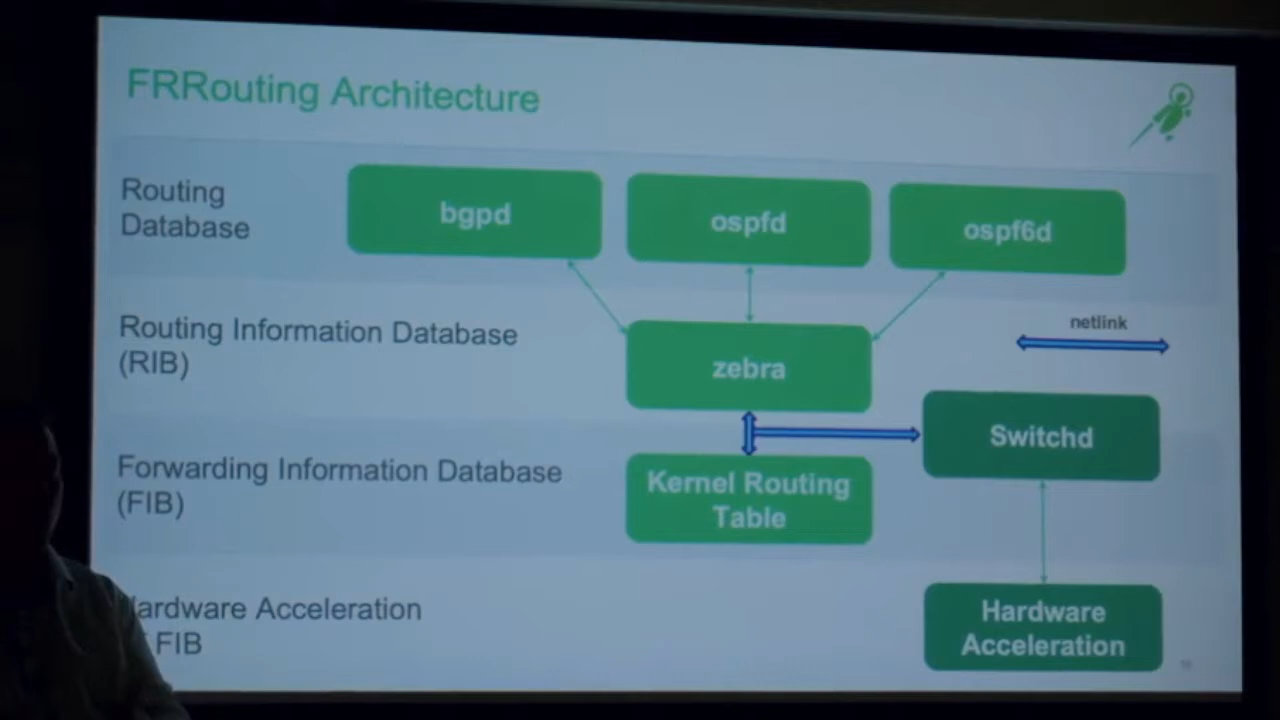 FRRouting Architecture
Routing
Database
bgpd
ospfd
ospf6d
Routing Information Database
(RIB)
netlink
zebra
Switchd
Forwarding Information Database
(FIB)
Kernel Routing
Table
ardware Acceleration
FIB
Hardware
Acceleration